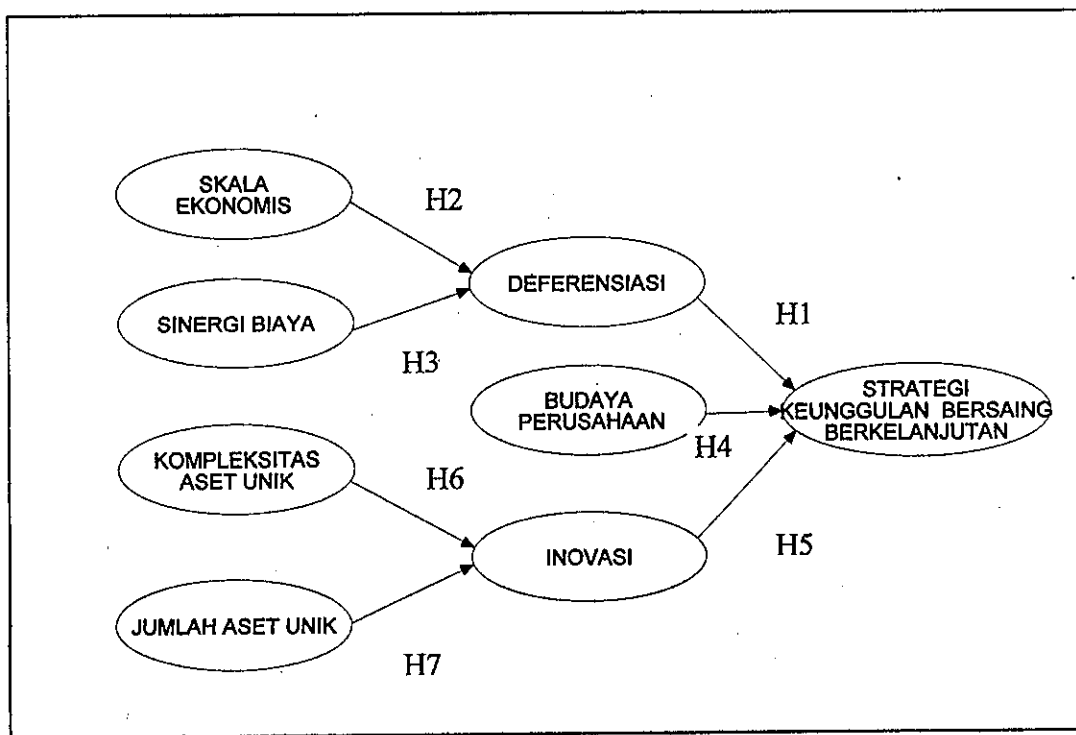 SKALA
EKONOMIS
H2
DEFERENSIASI
SINERGI BIAYA
H3
H1
BUDAYA
PERUSAHAAN
H4
STRATEGI
KEUNGGULAN BERSAING
BERKELANJUTAN
KOMPLEKSITAS
ASET UNIK
H6
INOVASI
H5
JUMLAH ASET UNIK
H7